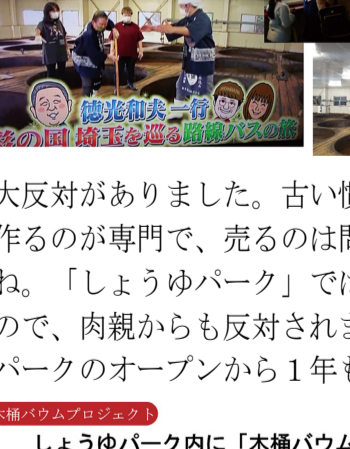 徳光和夫一行
の国 埼玉を巡る路線バスの旅
大反対がありました。古い慣
作るのが専門で、売るのは問
ね。「しょうゆパーク」では
ので、肉親からも反対されま
パークのオープンから１年も
木桶バウムプロジェクト
しょうゆパーク内に「木桶バウム